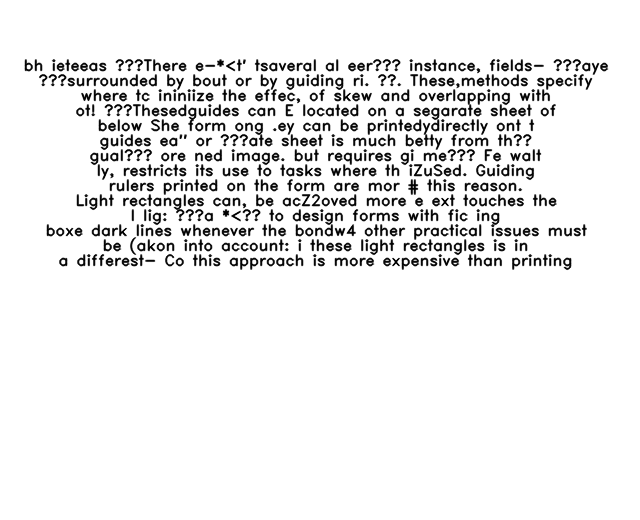 bh ieteeas ???There e-*<t' tsaveral al eer??? instance, fields- ???aye
???surrounded by bout or by guiding ri. ??. These,methods specify
where tc ininiize the effec, of skew and overlapping with
ot! ???Thesedguides can E located on a segarate sheet of
below She form ong .ey can be printedydirectly ont t
guides ea" or ???ate sheet is much betty from th??
gual??? ore ned image. but requires gi me??? Fe walt
ly, restricts its use to tasks where th iZuSed. Guiding
rulers printed on the form are mor # this reason.
Light rectangles can, be acZ2oved more e ext touches the
l lig: ???a *<?? to design forms with fic ing
boxe dark lines whenever the bondw4 other practical issues must
be (akon into account: i these light rectangles is in
a different- Co this approach is more expensive than printing